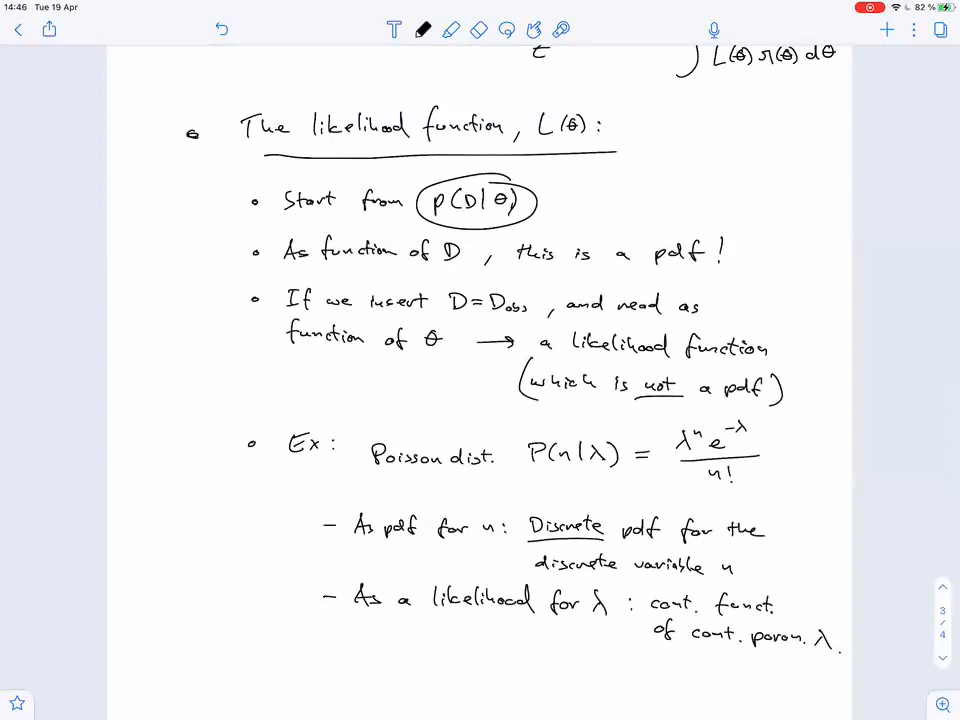 14:46 Tue 19 Apr
82 %
∫ L(θ) π(θ) dθ
The likelihood function, L(θ) :
• Start from p(D|θ)
• As function of D, this is a pdf!
• If we insert D = D_obs, and read as
function of θ → a likelihood function
(which is not a pdf)
• Ex: Poisson dist. P(n|λ) = λⁿ e^(-λ) / n!
– As pdf for n: Discrete pdf for the
discrete variable n
– As a likelihood for λ : cont. funct.
of cont. param. λ.
3
/
4